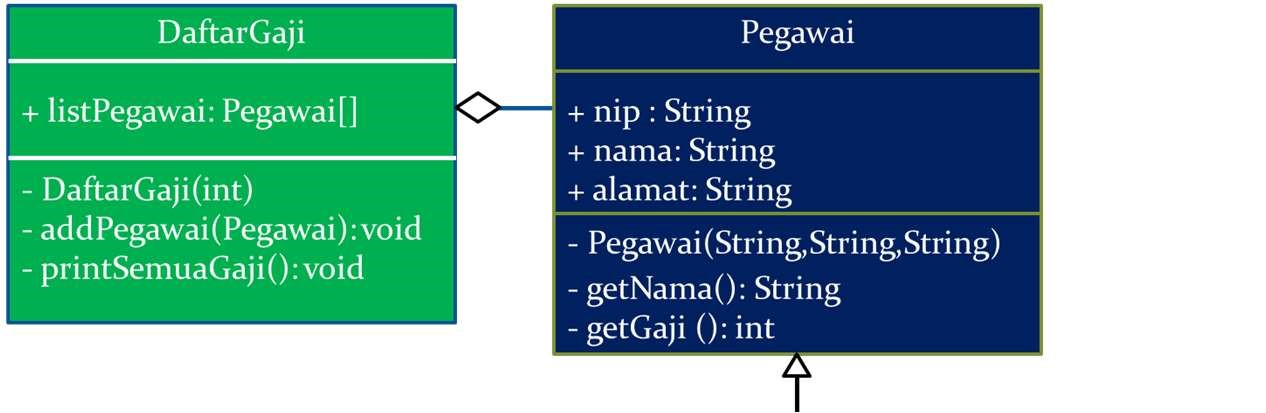 DaftarGaji
+ listPegawai: Pegawai[]
- DaftarGaji(int)
- addPegawai(Pegawai): void
- printSemuaGaji(): void
Pegawai
+ nip : String
+ nama: String
+ alamat: String
- Pegawai(String,String,String)
- getNama(): String
- getGaji (): int